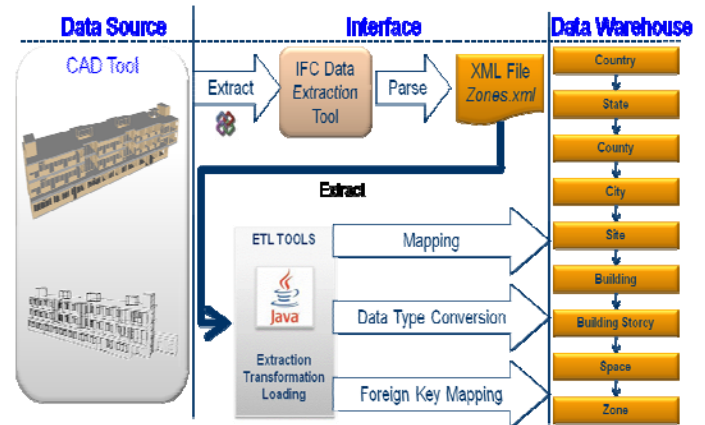 Data Source
Interface
Data Warehouse
CAD Tool
Extract
IFC Data
Extraction
Tool
Parse
XML File
Zones.xml
Country
State
County
City
Site
Building
Building Storey
Space
Zone
Extract
ETL TOOLS
Java
Extraction
Transformation
Loading
Mapping
Data Type Conversion
Foreign Key Mapping